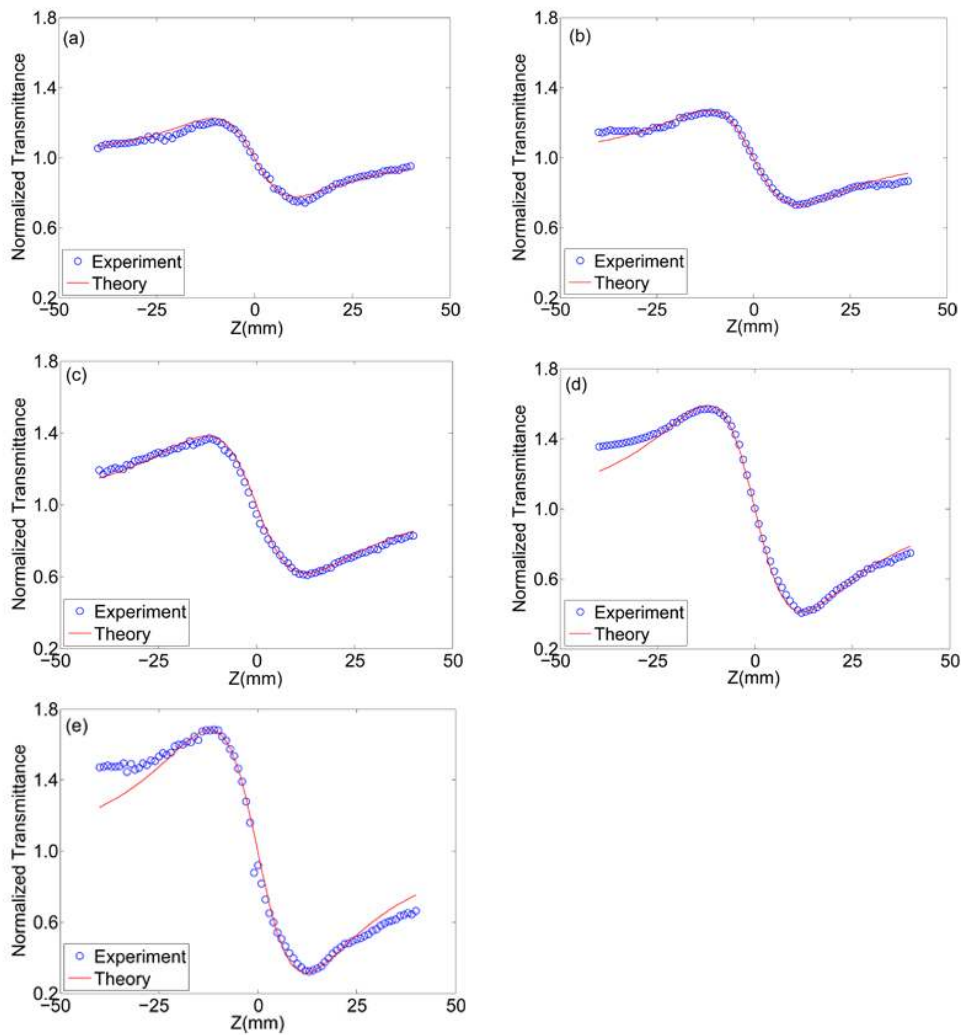 (a)
Normalized Transmittance
1.8
1.4
1.0
0.6
0.2
Experiment
Theory
−50
−25
0
25
50
Z(mm)
(b)
Normalized Transmittance
1.8
1.4
1.0
0.6
0.2
Experiment
Theory
−50
−25
0
25
50
Z(mm)
(c)
Normalized Transmittance
1.8
1.4
1.0
0.6
0.2
Experiment
Theory
−50
−25
0
25
50
Z(mm)
(d)
Normalized Transmittance
1.8
1.4
1.0
0.6
0.2
Experiment
Theory
−50
−25
0
25
50
Z(mm)
(e)
Normalized Transmittance
1.8
1.4
1.0
0.6
0.2
Experiment
Theory
−50
−25
0
25
50
Z(mm)